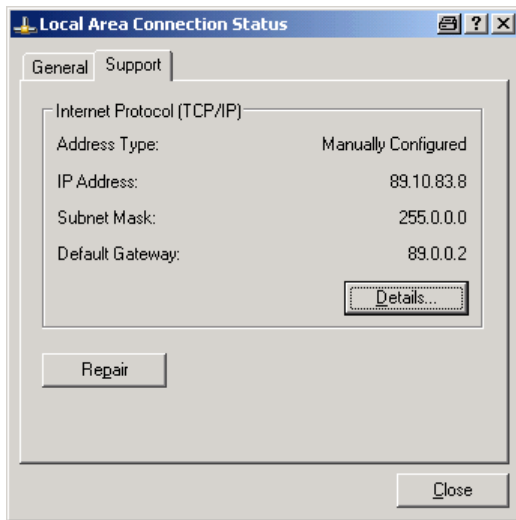 Local Area Connection Status
General Support
Internet Protocol (TCP/IP)
Address Type: Manually Configured
IP Address: 89.10.83.8
Subnet Mask: 255.0.0.0
Default Gateway: 89.0.0.2
Details...
Repair
Close